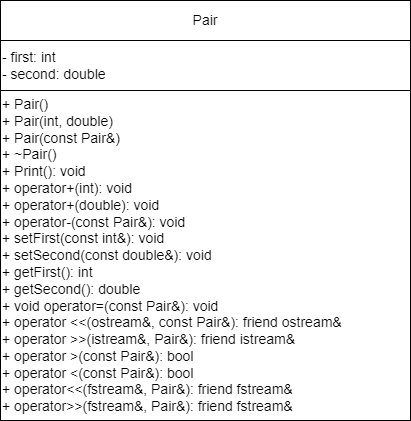 Pair
- first: int
- second: double
+ Pair()
+ Pair(int, double)
+ Pair(const Pair&)
+ ~Pair()
+ Print(): void
+ operator+(int): void
+ operator+(double): void
+ operator-(const Pair&): void
+ setFirst(const int&): void
+ setSecond(const double&): void
+ getFirst(): int
+ getSecond(): double
+ void operator=(const Pair&): void
+ operator <<(ostream&, const Pair&): friend ostream&
+ operator >>(istream&, Pair&): friend istream&
+ operator >(const Pair&): bool
+ operator <(const Pair&): bool
+ operator<<(fstream&, Pair&): friend fstream&
+ operator>>(fstream&, Pair&): friend fstream&